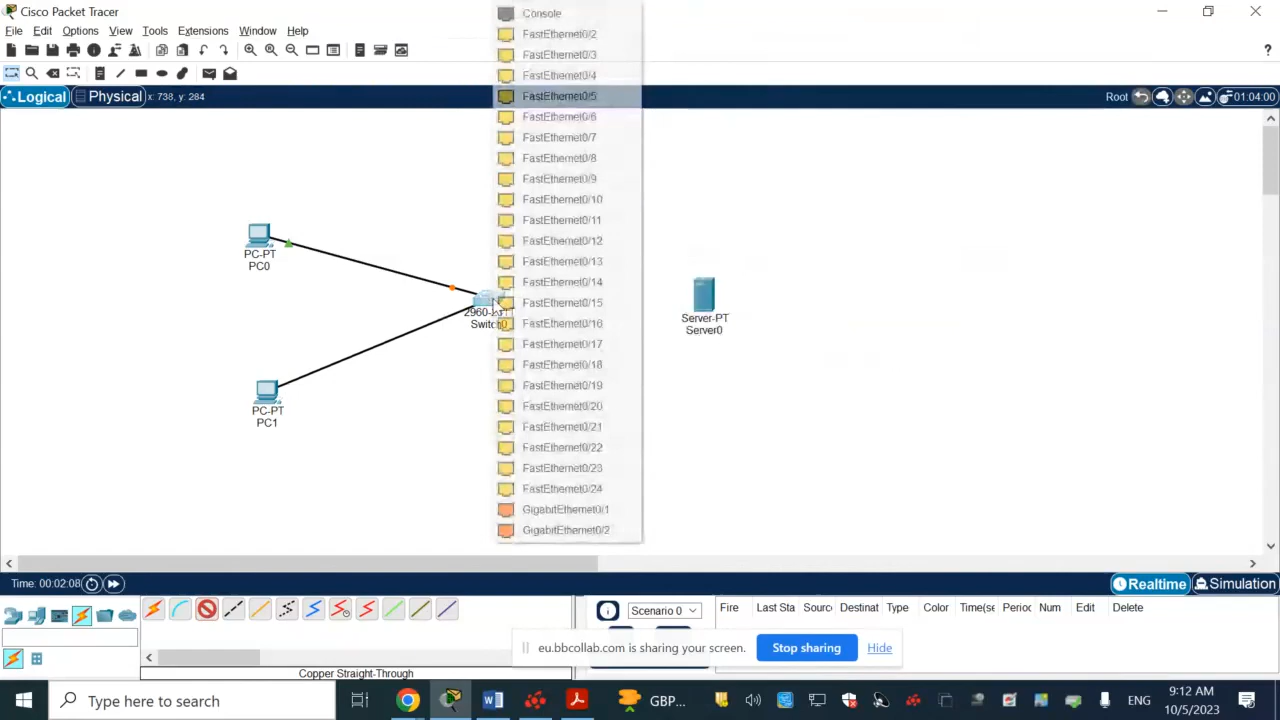 Cisco Packet Tracer
File Edit Options View Tools Extensions Window Help
?
Logical Physical x: 738, y: 284 Root 01:04:00
Console
FastEthernet0/2
FastEthernet0/3
FastEthernet0/4
FastEthernet0/5
FastEthernet0/6
FastEthernet0/7
FastEthernet0/8
FastEthernet0/9
FastEthernet0/10
FastEthernet0/11
FastEthernet0/12
FastEthernet0/13
FastEthernet0/14
FastEthernet0/15
FastEthernet0/16
FastEthernet0/17
FastEthernet0/18
FastEthernet0/19
FastEthernet0/20
FastEthernet0/21
FastEthernet0/22
FastEthernet0/23
FastEthernet0/24
GigabitEthernet0/1
GigabitEthernet0/2
PC-PT
PC0
Switch0
Server-PT
Server0
PC-PT
PC1
Time: 00:02:08 Realtime Simulation
Scenario 0 Fire Last Sta Sourc Destinat Type Color Time(se Perioc Num Edit Delete
eu.bbcollab.com is sharing your screen. Stop sharing Hide
Copper Straight-Through
Type here to search GBP... ENG 9:12 AM
10/5/2023